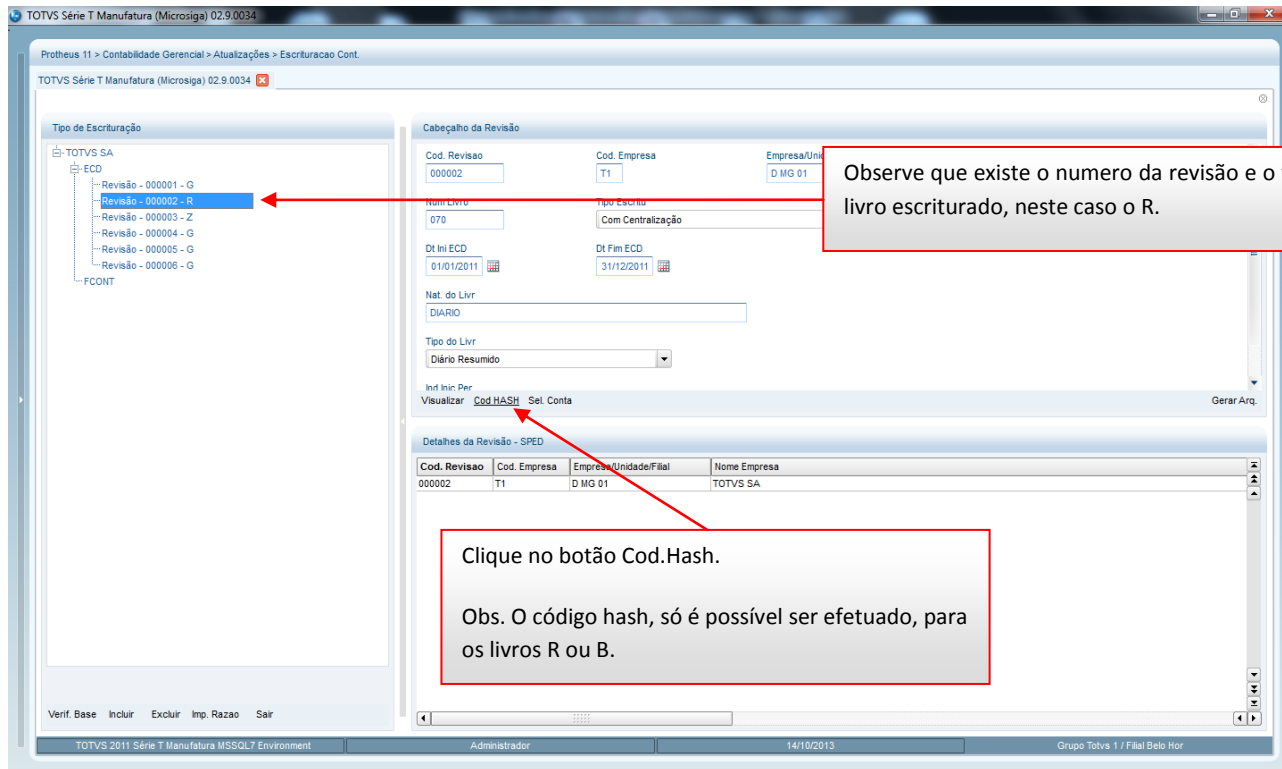 TOTVS Série T Manufatura (Microsiga) 02.9.0034
Protheus 11 > Contabilidade Gerencial > Atualizações > Escrituracao Cont.
TOTVS Série T Manufatura (Microsiga) 02.9.0034
Tipo de Escrituração
TOTVS SA
ECD
Revisão - 000001 - G
Revisão - 000002 - R
Revisão - 000003 - Z
Revisão - 000004 - G
Revisão - 000005 - G
Revisão - 000006 - G
FCONT
Verif. Base Incluir Excluir Imp. Razao Sair
Cabeçalho da Revisão
Cod. Revisao Cod. Empresa
000002 T1 D MG 01
Num Livro Tipo Escritu
070 Com Centralização
Dt Ini ECD Dt Fim ECD
01/01/2011 31/12/2011
Nat. do Livr
DIARIO
Tipo do Livr
Diário Resumido
Ind Inic Per
Visualizar Cod HASH Sel. Conta Gerar Arq.
Observe que existe o numero da revisão e o
livro escriturado, neste caso o R.
Detalhes da Revisão - SPED
Cod. Revisao Cod. Empresa Empresa/Unidade/Filial Nome Empresa
000002 T1 D MG 01 TOTVS SA
Clique no botão Cod.Hash.
Obs. O código hash, só é possível ser efetuado, para
os livros R ou B.
TOTVS 2011 Série T Manufatura MSSQL7 Environment Administrador 14/10/2013 Grupo Totvs 1 / Filial Belo Hor